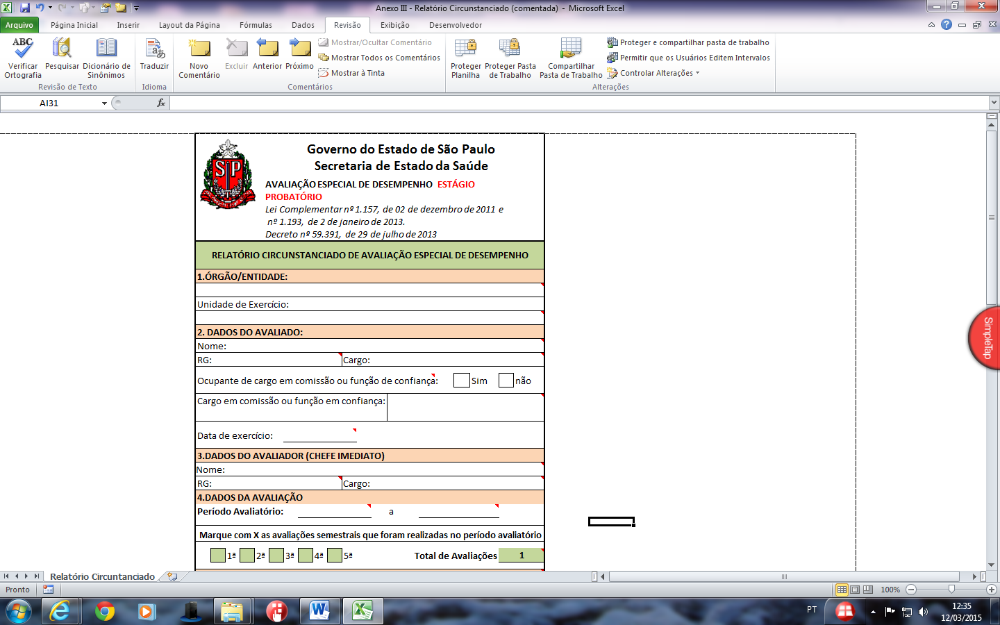 Anexo III - Relatório Circunstanciado (comentada) - Microsoft Excel
Arquivo Página Inicial Inserir Layout da Página Fórmulas Dados Revisão Exibição Desenvolvedor
ABC
Verificar Ortografia
Pesquisar
Dicionário de Sinônimos
Revisão de Texto
Traduzir
Idioma
Novo Comentário
Excluir
Anterior
Próximo
Mostrar/Ocultar Comentário
Mostrar Todos os Comentários
Mostrar à Tinta
Comentários
Proteger Planilha
Proteger Pasta de Trabalho
Compartilhar Pasta de Trabalho
Proteger e compartilhar pasta de trabalho
Permitir que os Usuários Editem Intervalos
Controlar Alterações
Alterações
AI31
fx
SP
Governo do Estado de São Paulo
Secretaria de Estado da Saúde
AVALIAÇÃO ESPECIAL DE DESEMPENHO ESTÁGIO
PROBATÓRIO
Lei Complementar nº 1.157, de 02 de dezembro de 2011 e
nº 1.193, de 2 de janeiro de 2013.
Decreto nº 59.391, de 29 de julho de 2013
RELATÓRIO CIRCUNSTANCIADO DE AVALIAÇÃO ESPECIAL DE DESEMPENHO
1.ÓRGÃO/ENTIDADE:
Unidade de Exercício:
2. DADOS DO AVALIADO:
Nome:
RG: Cargo:
Ocupante de cargo em comissão ou função de confiança: Sim não
Cargo em comissão ou função em confiança:
Data de exercício:
3.DADOS DO AVALIADOR (CHEFE IMEDIATO)
Nome:
RG: Cargo:
4.DADOS DA AVALIAÇÃO
Período Avaliatório: a
Marque com X as avaliações semestrais que foram realizadas no período avaliatório
1ª 2ª 3ª 4ª 5ª Total de Avaliações 1
SimpleTap
Relatório Circuntanciado
Pronto
100%
PT
12:35
12/03/2015